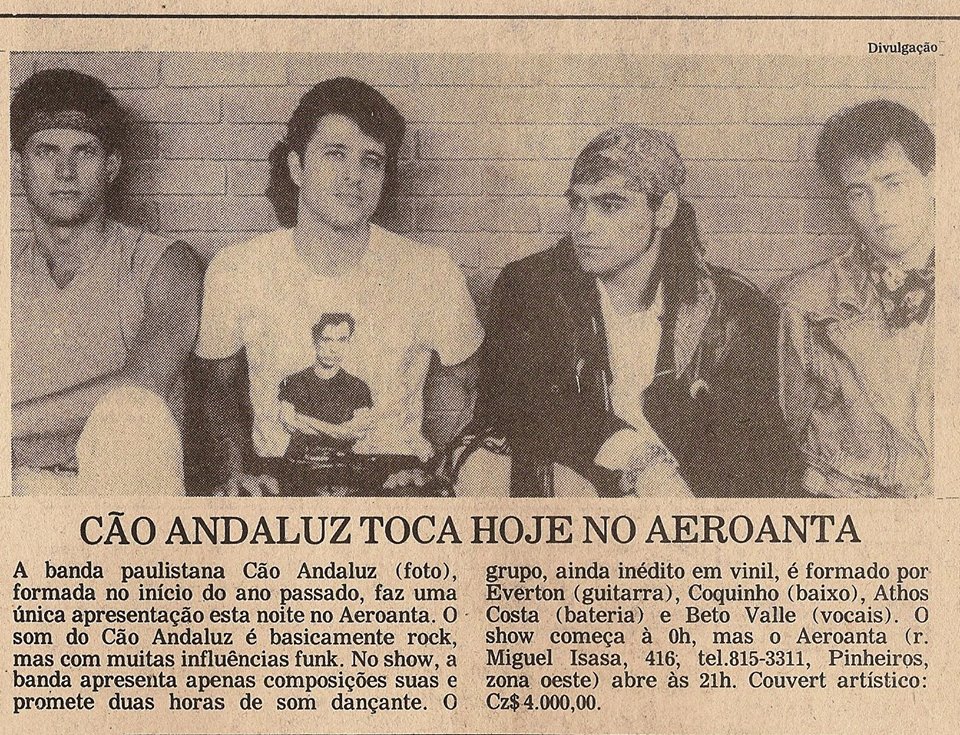 Divulgação
CÃO ANDALUZ TOCA HOJE NO AEROANTA
A banda paulistana Cão Andaluz (foto),
formada no início do ano passado, faz uma
única apresentação esta noite no Aeroanta. O
som do Cão Andaluz é basicamente rock,
mas com muitas influências funk. No show, a
banda apresenta apenas composições suas e
promete duas horas de som dançante. O
grupo, ainda inédito em vinil, é formado por
Everton (guitarra), Coquinho (baixo), Athos
Costa (bateria) e Beto Valle (vocais). O
show começa à 0h, mas o Aeroanta (r.
Miguel Isasa, 416, tel.815-3311, Pinheiros,
zona oeste) abre às 21h. Couvert artístico:
Cz$ 4.000,00.